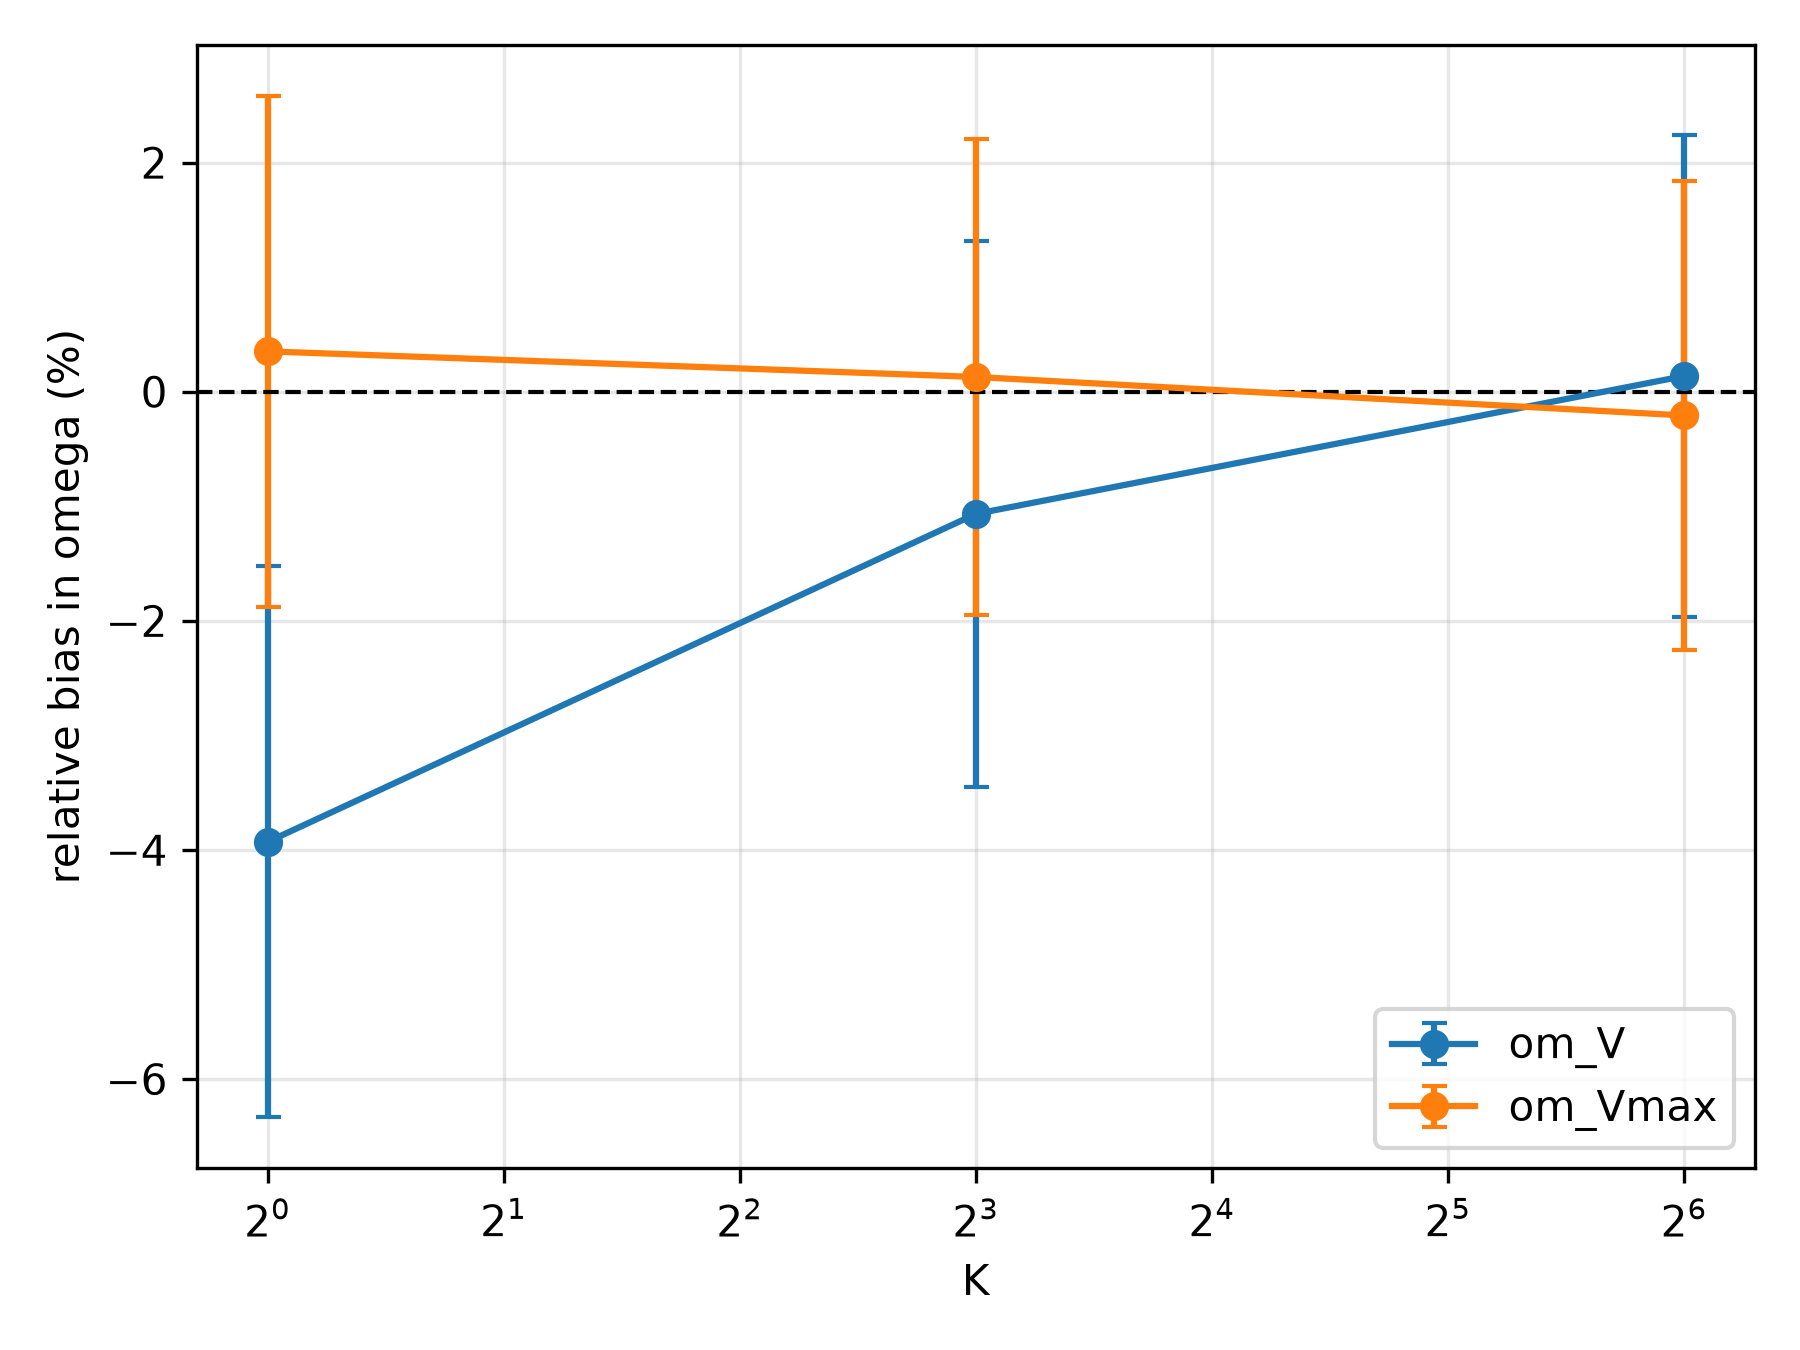 relative bias in omega (%)
2
0
−2
−4
−6
2⁰ 2¹ 2² 2³ 2⁴ 2⁵ 2⁶
K
om_V
om_Vmax